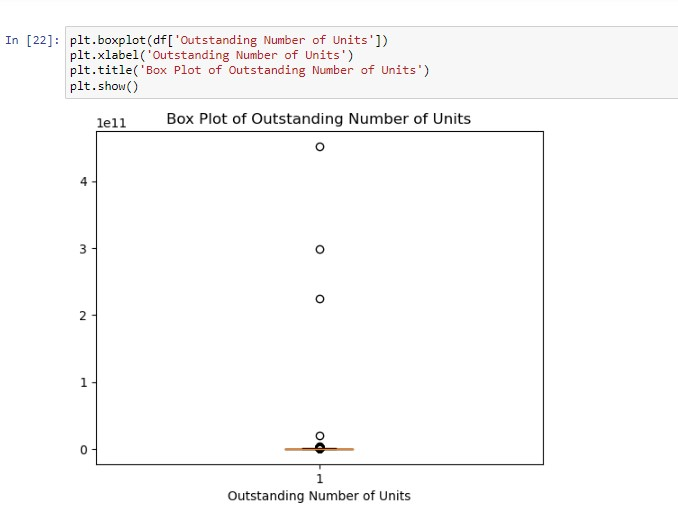 In [22]: plt.boxplot(df['Outstanding Number of Units'])
plt.xlabel('Outstanding Number of Units')
plt.title('Box Plot of Outstanding Number of Units')
plt.show()
1e11
Box Plot of Outstanding Number of Units
4
3
2
1
0
1
Outstanding Number of Units